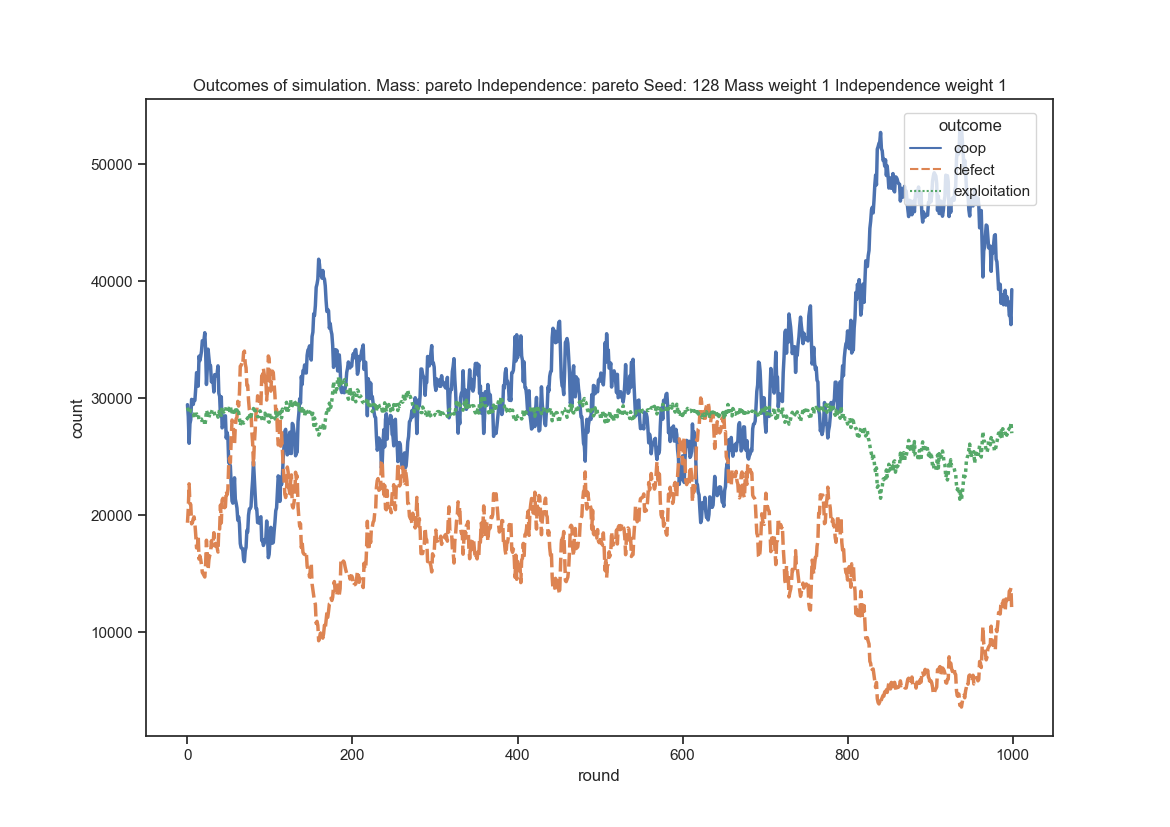 Outcomes of simulation. Mass: pareto Independence: pareto Seed: 128 Mass weight 1 Independence weight 1
outcome
coop
defect
exploitation
50000
40000
30000
20000
10000
count
0 200 400 600 800 1000
round